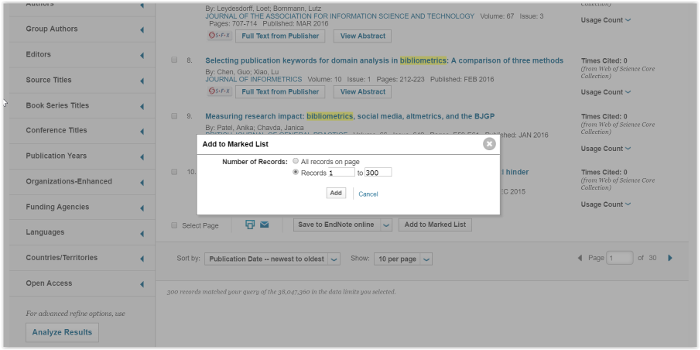 Authors
Group Authors
Editors
Source Titles
Book Series Titles
Conference Titles
Publication Years
Organizations-Enhanced
Funding Agencies
Languages
Countries/Territories
Open Access
For advanced refine options, use
Analyze Results
By: Leydesdorff, Loet; Bornmann, Lutz
JOURNAL OF THE ASSOCIATION FOR INFORMATION SCIENCE AND TECHNOLOGY Volume: 67 Issue: 3
Pages: 707-714 Published: MAR 2016
S·F·X Full Text from Publisher View Abstract
Collection)
Usage Count
8. Selecting publication keywords for domain analysis in bibliometrics: A comparison of three methods
By: Chen, Guo; Xiao, Lu
JOURNAL OF INFORMETRICS Volume: 10 Issue: 1 Pages: 212-223 Published: FEB 2016
S·F·X Full Text from Publisher View Abstract
Times Cited: 0
(from Web of Science Core
Collection)
Usage Count
9. Measuring research impact: bibliometrics, social media, altmetrics, and the BJGP
By: Patel, Anika; Chavda, Janica
JAN 2016
Times Cited: 0
(from Web of Science Core
Collection)
Usage Count
10.
hinder
C 2015
Times Cited: 0
(from Web of Science Core
Collection)
Usage Count
Add to Marked List
Number of Records: All records on page
Records 1 to 300
Add Cancel
Select Page Save to EndNote online Add to Marked List
Sort by: Publication Date -- newest to oldest Show: 10 per page Page 1 of 30
300 records matched your query of the 38,047,300 in the data limits you selected.